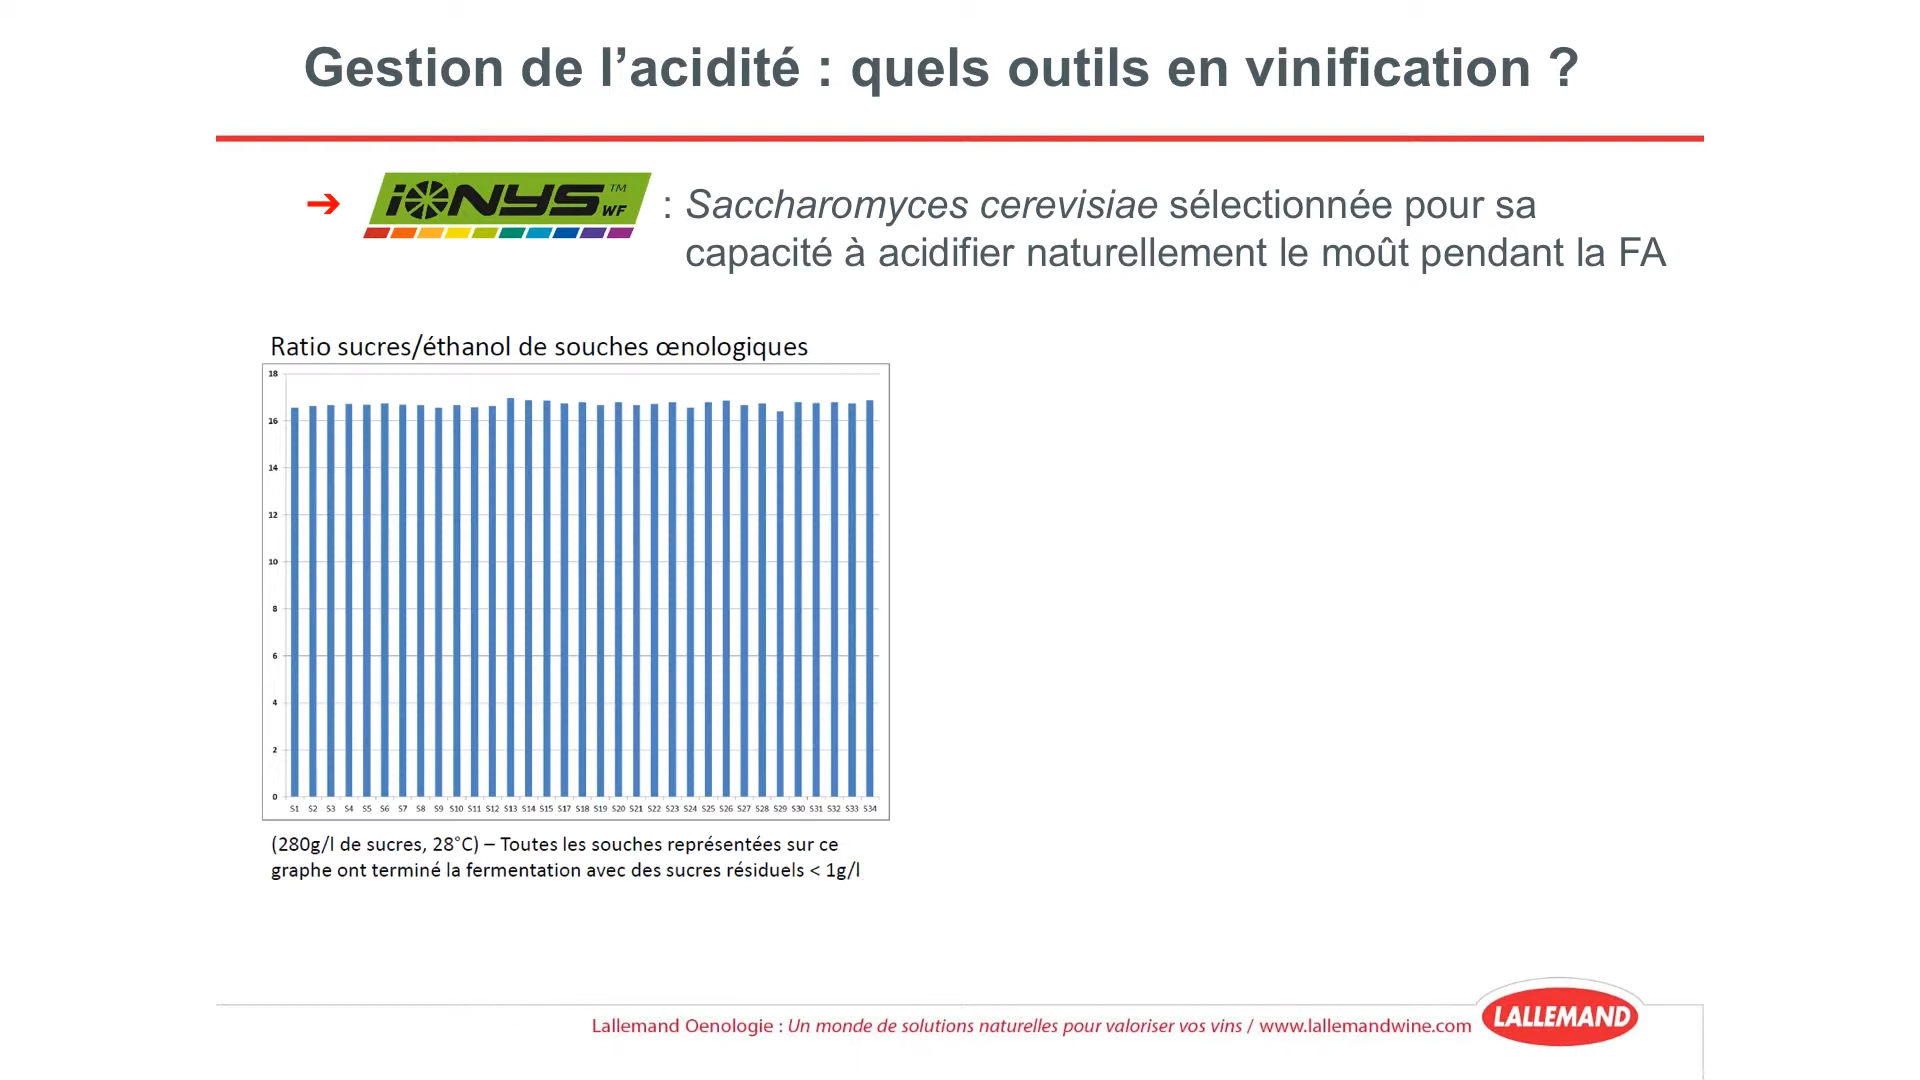 Gestion de l’acidité : quels outils en vinification ?
➔ iONYS WF ™ : Saccharomyces cerevisiae sélectionnée pour sa
capacité à acidifier naturellement le moût pendant la FA
Ratio sucres/éthanol de souches œnologiques
18
16
14
12
10
8
6
4
2
0
S1 S2 S3 S4 S5 S6 S7 S8 S9 S10 S11 S12 S13 S14 S15 S17 S18 S19 S20 S21 S22 S23 S24 S25 S26 S27 S28 S29 S30 S31 S32 S33 S34
(280g/l de sucres, 28°C) – Toutes les souches représentées sur ce
graphe ont terminé la fermentation avec des sucres résiduels < 1g/l
Lallemand Oenologie : Un monde de solutions naturelles pour valoriser vos vins / www.lallemandwine.com
LALLEMAND